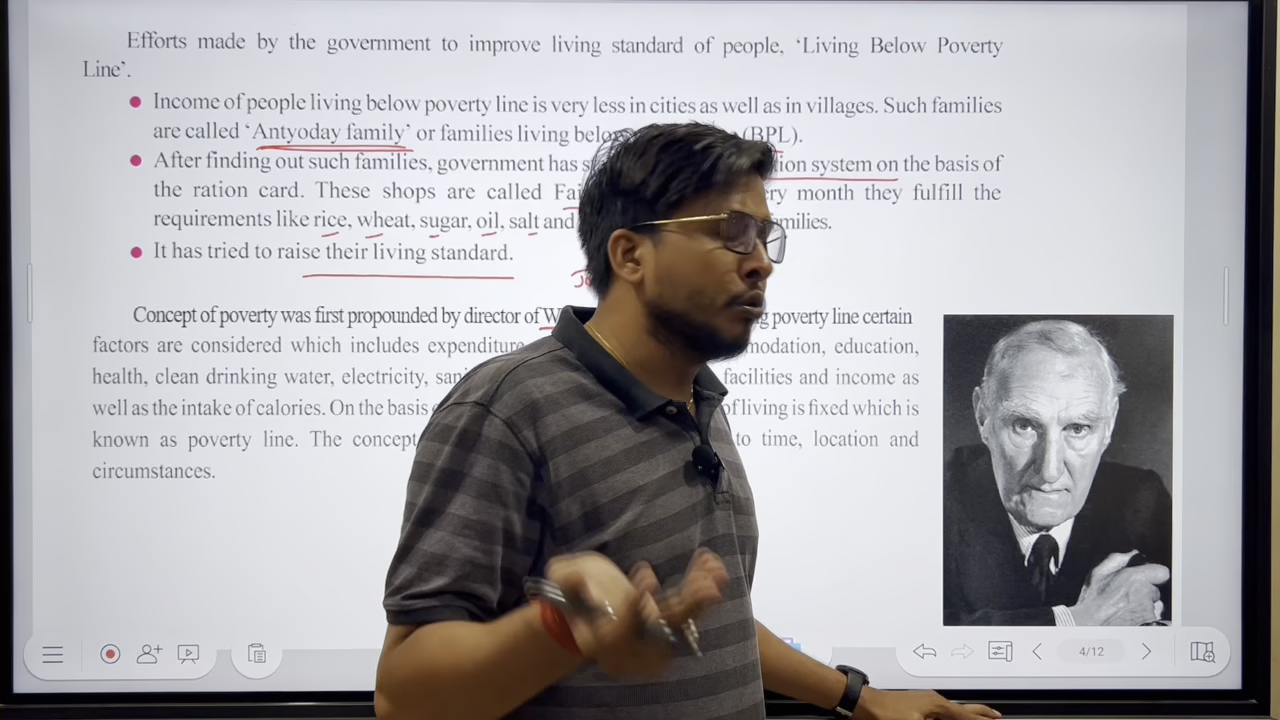 Efforts made by the government to improve living standard of people, ‘Living Below Poverty
Line’.
Income of people living below poverty line is very less in cities as well as in villages. Such families
are called ‘Antyoday family’ or families living (BPL).
After finding out such families, government has system on the basis of
the ration card. These shops are called month they fulfill the
requirements like rice, wheat, sugar, oil, salt and
It has tried to raise their living standard.
Concept of poverty was first propounded by director of poverty line certain
factors are considered which includes expenditure education,
health, clean drinking water, electricity, facilities and income as
well as the intake of calories. On the basis of living is fixed which is
known as poverty line. The concept to time, location and
circumstances.
4/12